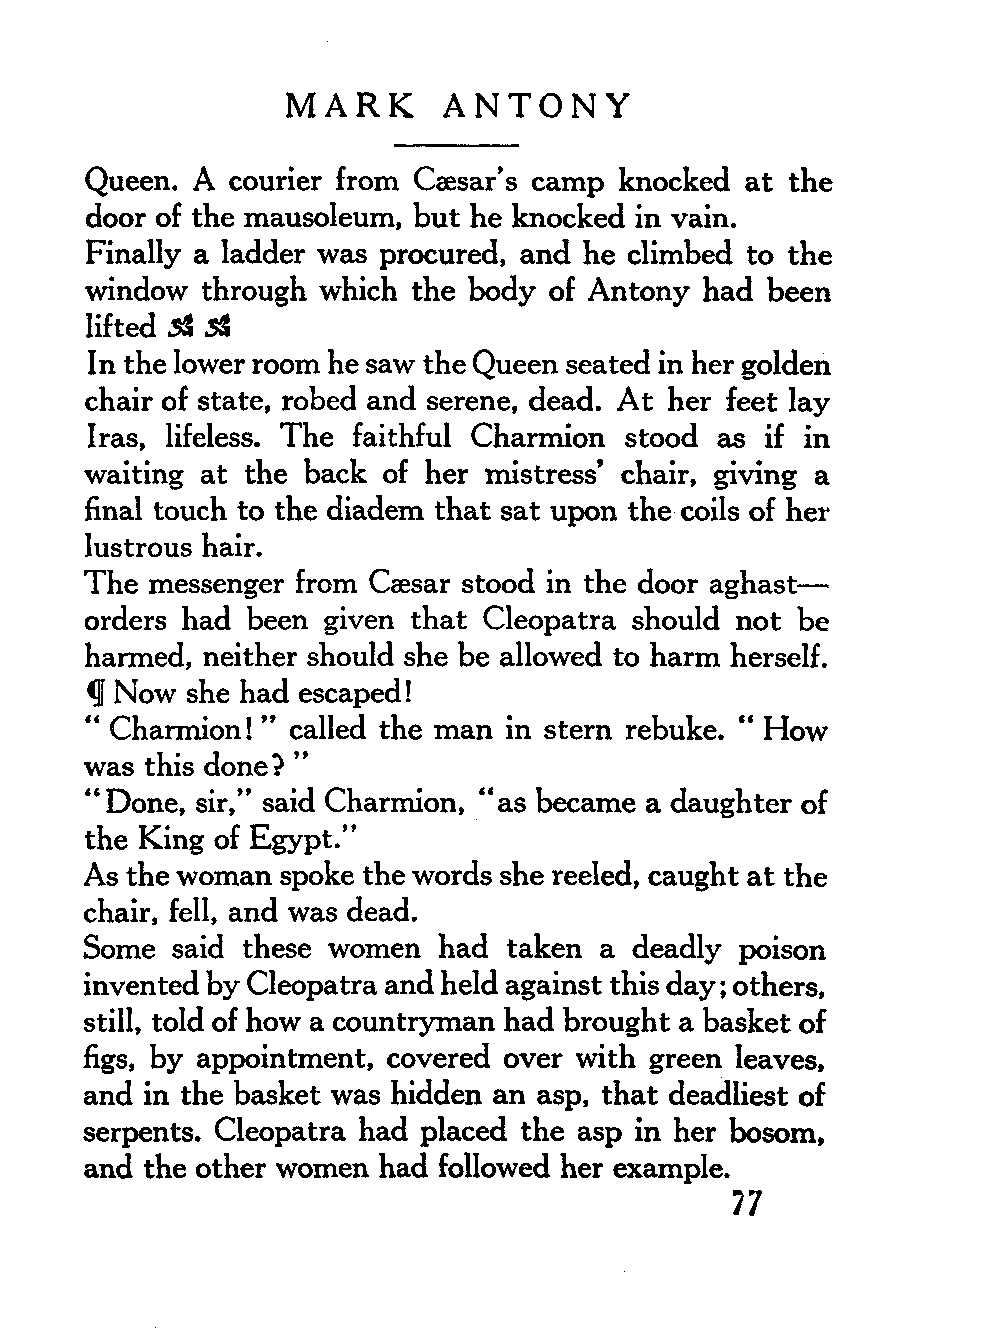 MARK ANTONY
Queen. A courier from Cæsar's camp knocked at the
door of the mausoleum, but he knocked in vain.
Finally a ladder was procured, and he climbed to the
window through which the body of Antony had been
lifted
In the lower room he saw the Queen seated in her golden
chair of state, robed and serene, dead. At her feet lay
Iras, lifeless. The faithful Charmion stood as if in
waiting at the back of her mistress' chair, giving a
final touch to the diadem that sat upon the coils of her
lustrous hair.
The messenger from Cæsar stood in the door aghast—
orders had been given that Cleopatra should not be
harmed, neither should she be allowed to harm herself.
¶ Now she had escaped!
" Charmion! " called the man in stern rebuke. " How
was this done? "
"Done, sir," said Charmion, "as became a daughter of
the King of Egypt."
As the woman spoke the words she reeled, caught at the
chair, fell, and was dead.
Some said these women had taken a deadly poison
invented by Cleopatra and held against this day; others,
still, told of how a countryman had brought a basket of
figs, by appointment, covered over with green leaves,
and in the basket was hidden an asp, that deadliest of
serpents. Cleopatra had placed the asp in her bosom,
and the other women had followed her example.
77